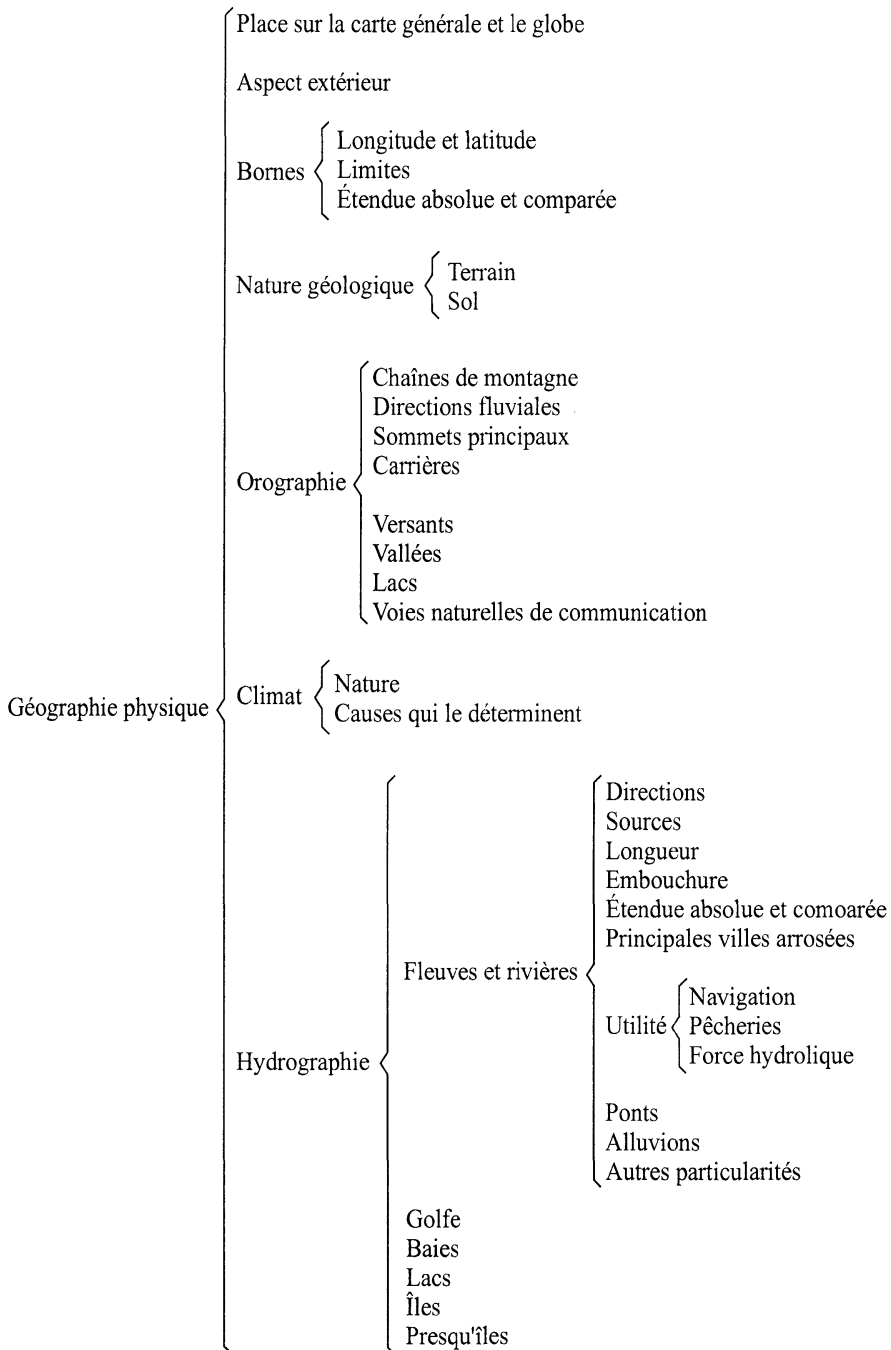 Place sur la carte générale et le globe
Aspect extérieur
Bornes
Longitude et latitude
Limites
Étendue absolue et comparée
Nature géologique
Terrain
Sol
Orographie
Chaînes de montagne
Directions fluviales
Sommets principaux
Carrières
Versants
Vallées
Lacs
Voies naturelles de communication
Géographie physique
Climat
Nature
Causes qui le déterminent
Hydrographie
Fleuves et rivières
Directions
Sources
Longueur
Embouchure
Étendue absolue et comoarée
Principales villes arrosées
Utilité
Navigation
Pêcheries
Force hydrolique
Ponts
Alluvions
Autres particularités
Golfe
Baies
Lacs
Îles
Presqu'îles